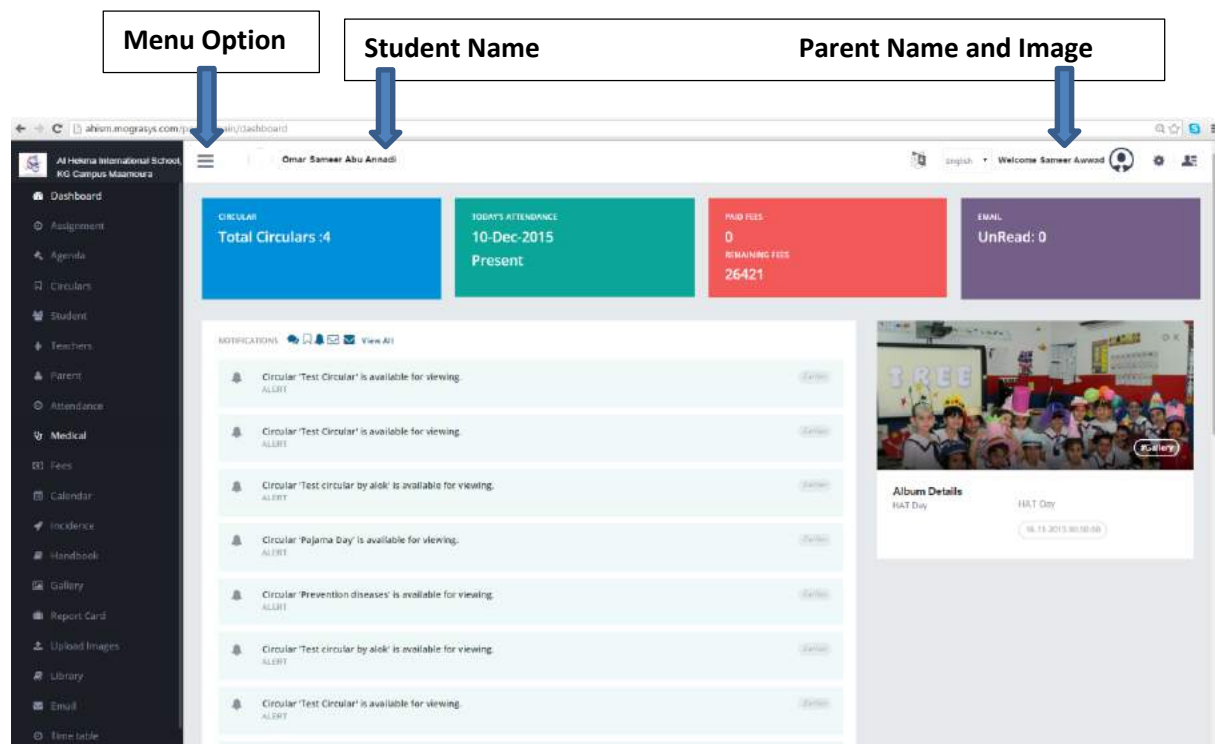 Menu Option
Student Name
Parent Name and Image
ahism.mograsys.com/
ain/dashboard
Al Hekma International School,
KG Campus Maamoura
Omar Sameer Abu Annadi
English
Welcome Sameer Awwad
Dashboard
Assignment
Agenda
Circulars
Student
Teachers
Parent
Attendance
Medical
Fees
Calendar
Incidence
Handbook
Gallery
Report Card
Upload Images
Library
Email
Time table
CIRCULAR
Total Circulars :4
TODAY'S ATTENDANCE
10-Dec-2015
Present
PAID FEES
0
REMAINING FEES
26421
EMAIL
UnRead: 0
NOTIFICATIONS
View All
Circular 'Test Circular' is available for viewing.
ALERT
Earlier
Circular 'Test Circular' is available for viewing.
ALERT
Earlier
Circular 'Test circular by alok' is available for viewing.
ALERT
Earlier
Circular 'Pajama Day' is available for viewing.
ALERT
Earlier
Circular 'Prevention diseases' is available for viewing.
ALERT
Earlier
Circular 'Test circular by alok' is available for viewing.
ALERT
Earlier
Circular 'Test Circular' is available for viewing.
ALERT
Earlier
TREE
#Gallery
Album Details
HAT Day
HAT Day